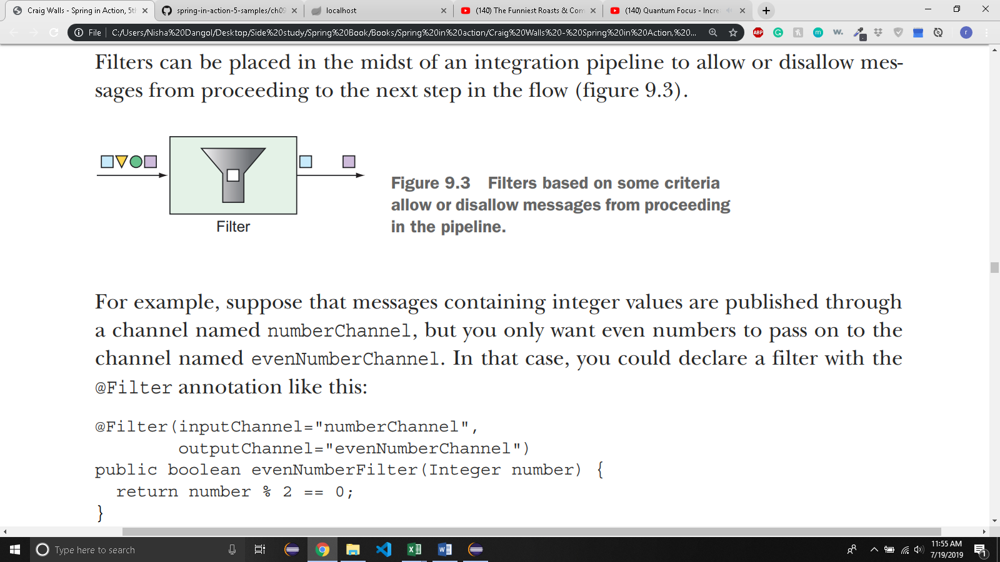 Craig Walls - Spring in Action, 5th
spring-in-action-5-samples/ch09
localhost
(140) The Funniest Roasts & Com
(140) Quantum Focus - Incre
File
C:/Users/Nisha%20Dangol/Desktop/Side%20study/Spring%20Book/Books/Spring%20in%20action/Craig%20Walls%20-%20Spring%20in%20Action,%20...
ABP
w.
r
Filters can be placed in the midst of an integration pipeline to allow or disallow mes-
sages from proceeding to the next step in the flow (figure 9.3).
Filter
Figure 9.3 Filters based on some criteria
allow or disallow messages from proceeding
in the pipeline.
For example, suppose that messages containing integer values are published through
a channel named numberChannel, but you only want even numbers to pass on to the
channel named evenNumberChannel. In that case, you could declare a filter with the
@Filter annotation like this:
@Filter(inputChannel="numberChannel",
outputChannel="evenNumberChannel")
public boolean evenNumberFilter(Integer number) {
return number % 2 == 0;
}
Type here to search
11:55 AM
7/19/2019
1